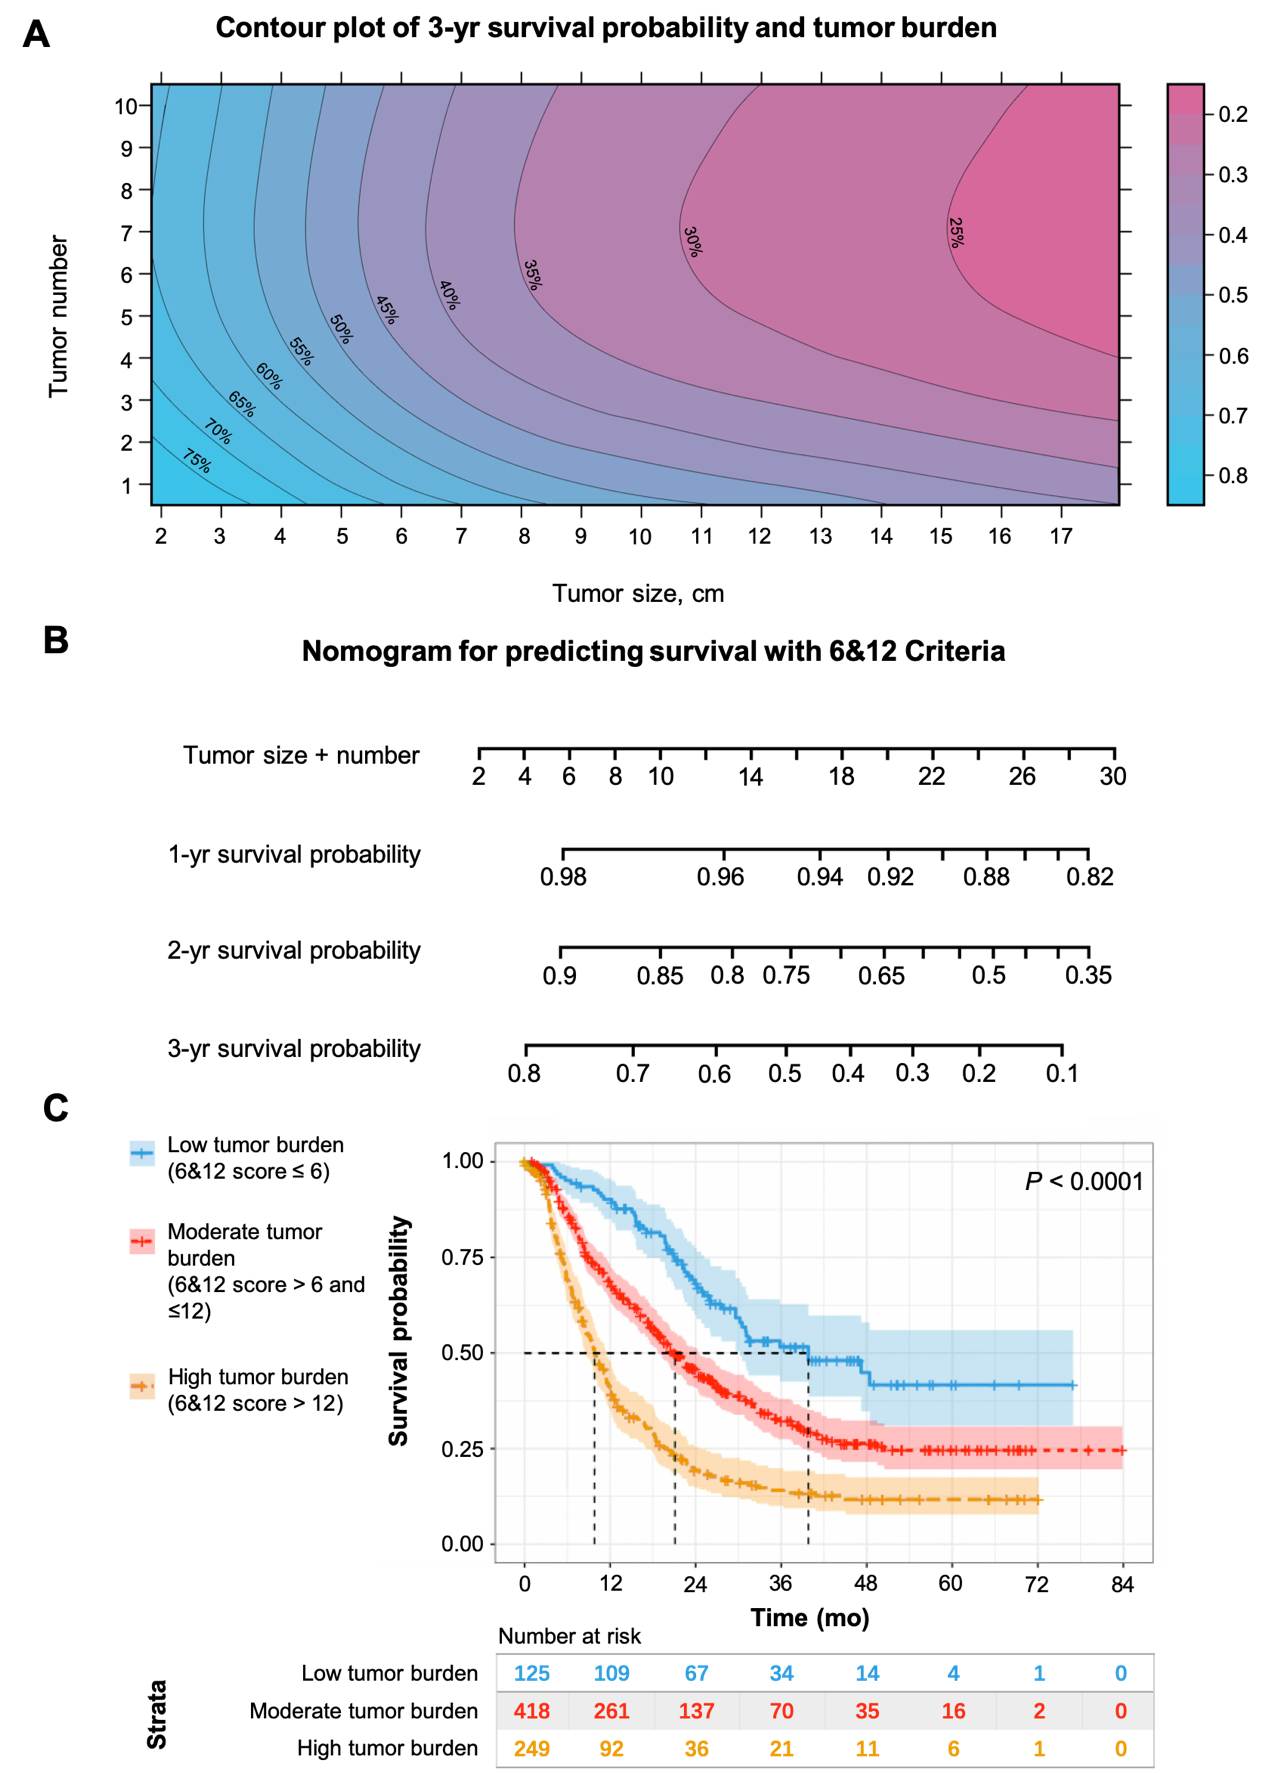 A
Contour plot of 3-yr survival probability and tumor burden
Tumor number
10
9
8
7
6
5
4
3
2
1
75%
70%
65%
60%
55%
50%
45%
40%
35%
30%
25%
0.2
0.3
0.4
0.5
0.6
0.7
0.8
2 3 4 5 6 7 8 9 10 11 12 13 14 15 16 17
Tumor size, cm
B
Nomogram for predicting survival with 6&12 Criteria
Tumor size + number
2 4 6 8 10 14 18 22 26 30
1-yr survival probability
0.98 0.96 0.94 0.92 0.88 0.82
2-yr survival probability
0.9 0.85 0.8 0.75 0.65 0.5 0.35
3-yr survival probability
0.8 0.7 0.6 0.5 0.4 0.3 0.2 0.1
C
Low tumor burden
(6&12 score ≤ 6)
Moderate tumor
burden
(6&12 score > 6 and
≤12)
High tumor burden
(6&12 score > 12)
Survival probability
1.00
0.75
0.50
0.25
0.00
P < 0.0001
0 12 24 36 48 60 72 84
Time (mo)
Number at risk
Strata
Low tumor burden 125 109 67 34 14 4 1 0
Moderate tumor burden 418 261 137 70 35 16 2 0
High tumor burden 249 92 36 21 11 6 1 0